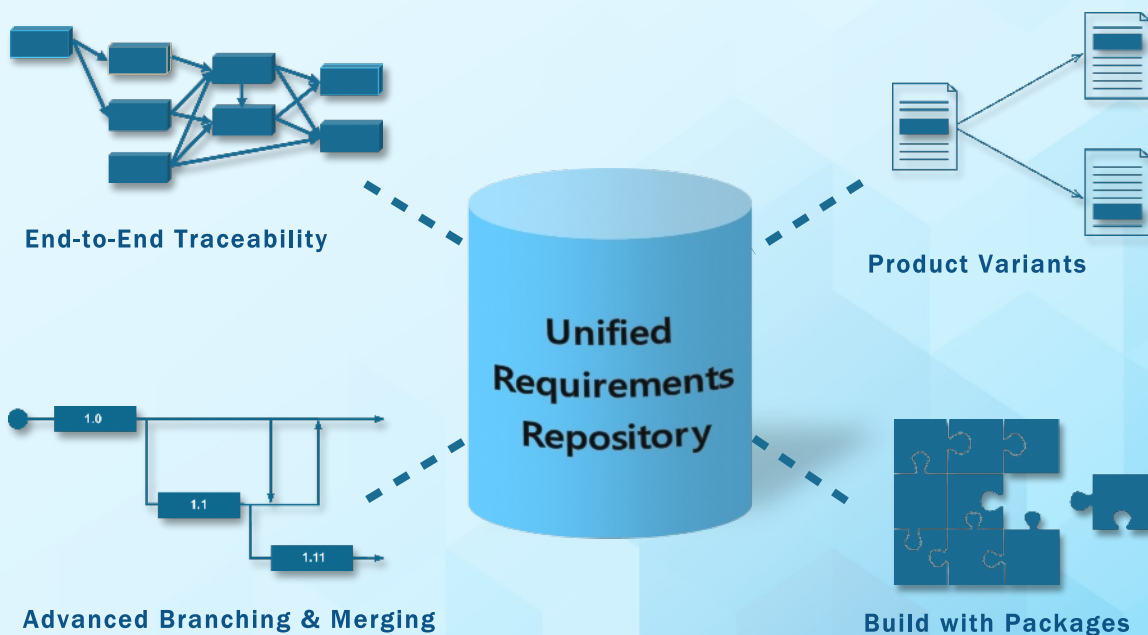 End-to-End Traceability
Product Variants
Unified
Requirements
Repository
1.0
1.1
1.11
Advanced Branching & Merging
Build with Packages